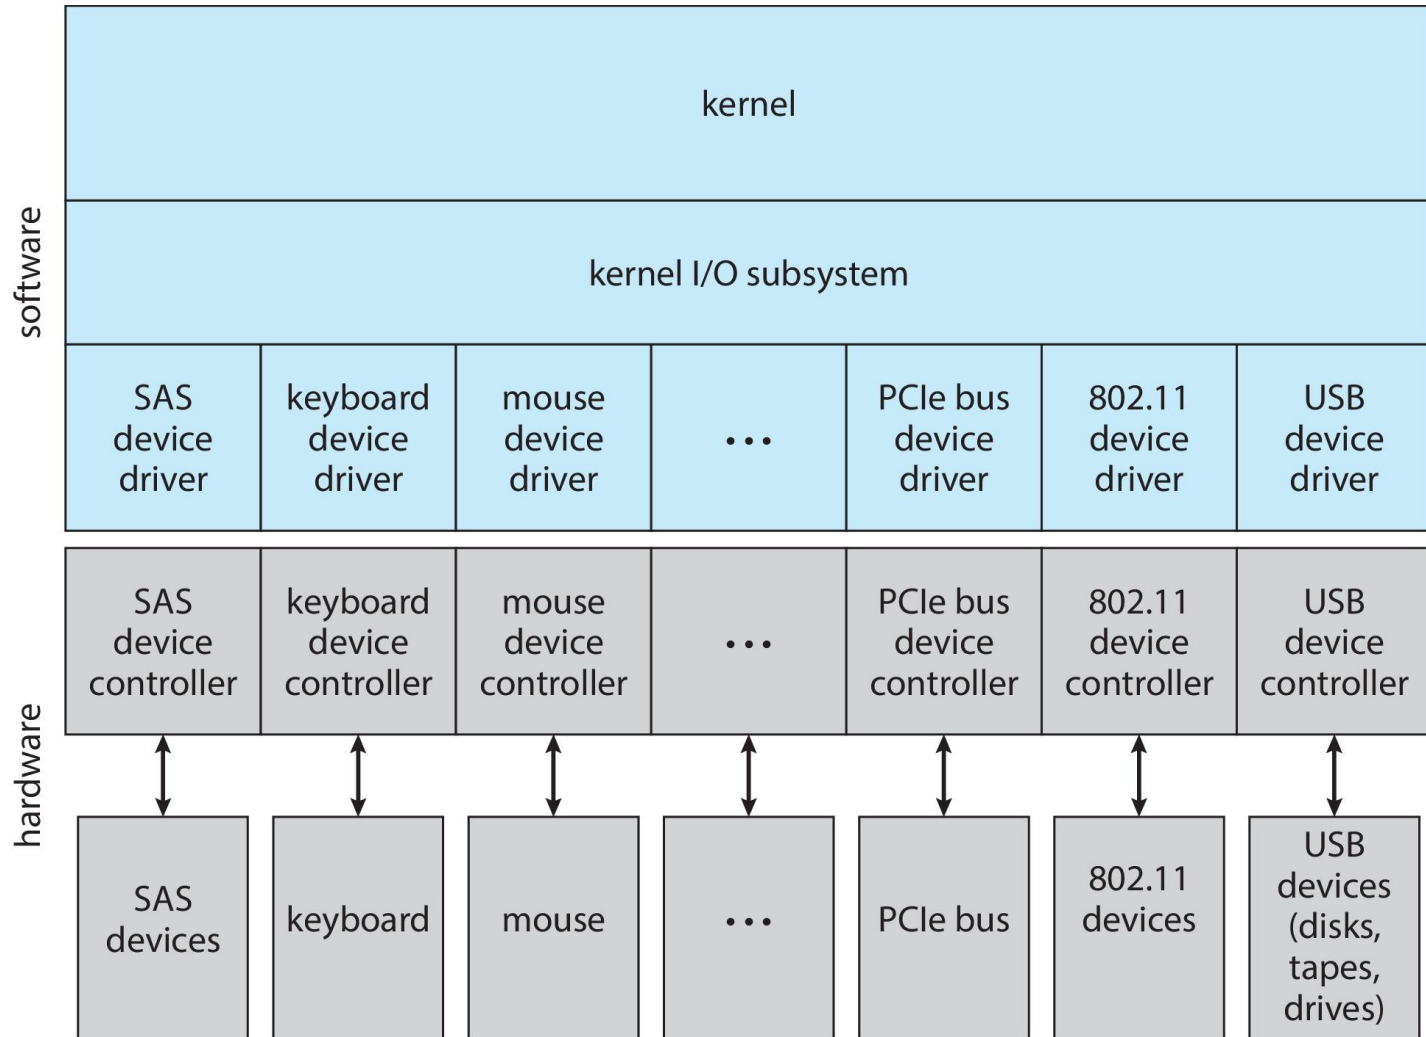 kernel
kernel I/O subsystem
software
SAS
device
driver
keyboard
device
driver
mouse
device
driver
...
PCIe bus
device
driver
802.11
device
driver
USB
device
driver
SAS
device
controller
keyboard
device
controller
mouse
device
controller
...
PCIe bus
device
controller
802.11
device
controller
USB
device
controller
hardware
SAS
devices
keyboard
mouse
...
PCIe bus
802.11
devices
USB
devices
(disks,
tapes,
drives)